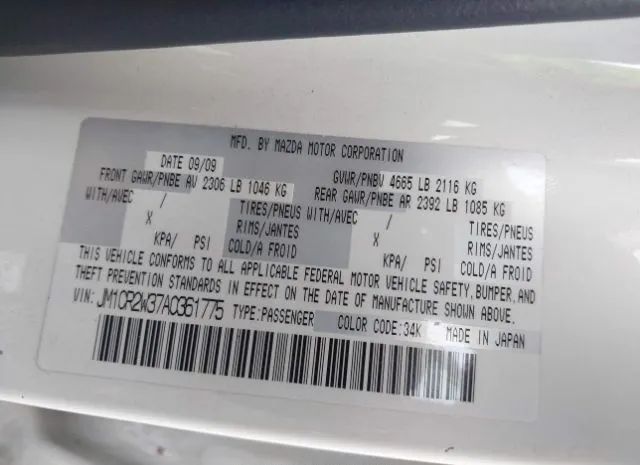 MFD. BY MAZDA MOTOR CORPORATION
DATE 09/09 GVWR/PNBV 4665 LB 2116 KG
FRONT GAWR/PNBE AV 2306 LB 1046 KG REAR GAWR/PNBE AR 2392 LB 1085 KG
WITH/AVEC / TIRES/PNEUS WITH/AVEC / TIRES/PNEUS
X RIMS/JANTES X RIMS/JANTES
KPA/ PSI COLD/A FROID KPA/ PSI COLD/A FROID
THIS VEHICLE CONFORMS TO ALL APPLICABLE FEDERAL MOTOR VEHICLE SAFETY, BUMPER, AND
THEFT PREVENTION STANDARDS IN EFFECT ON THE DATE OF MANUFACTURE SHOWN ABOVE.
VIN: JM1CR2W37A0361775 TYPE:PASSENGER COLOR CODE:34K MADE IN JAPAN